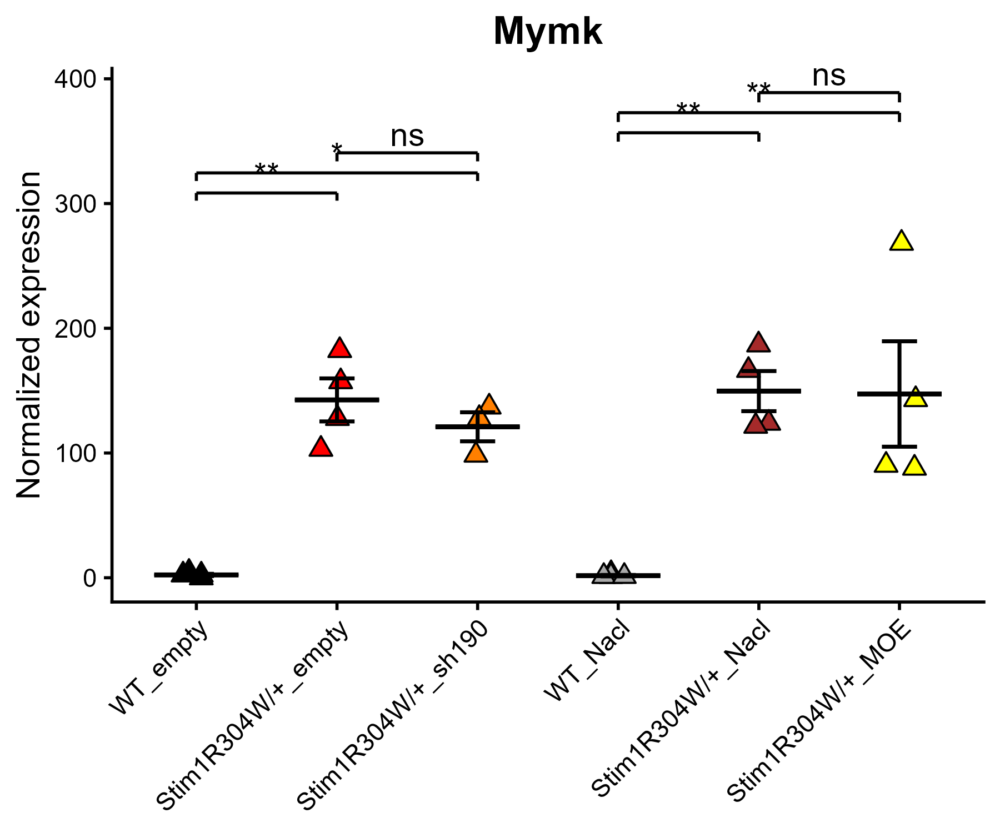 Mymk
Normalized expression
400
300
200
100
0
**
*
ns
**
**
ns
WT_empty
Stim1R304W/+_empty
Stim1R304W/+_sh190
WT_Nacl
Stim1R304W/+_Nacl
Stim1R304W/+_MOE